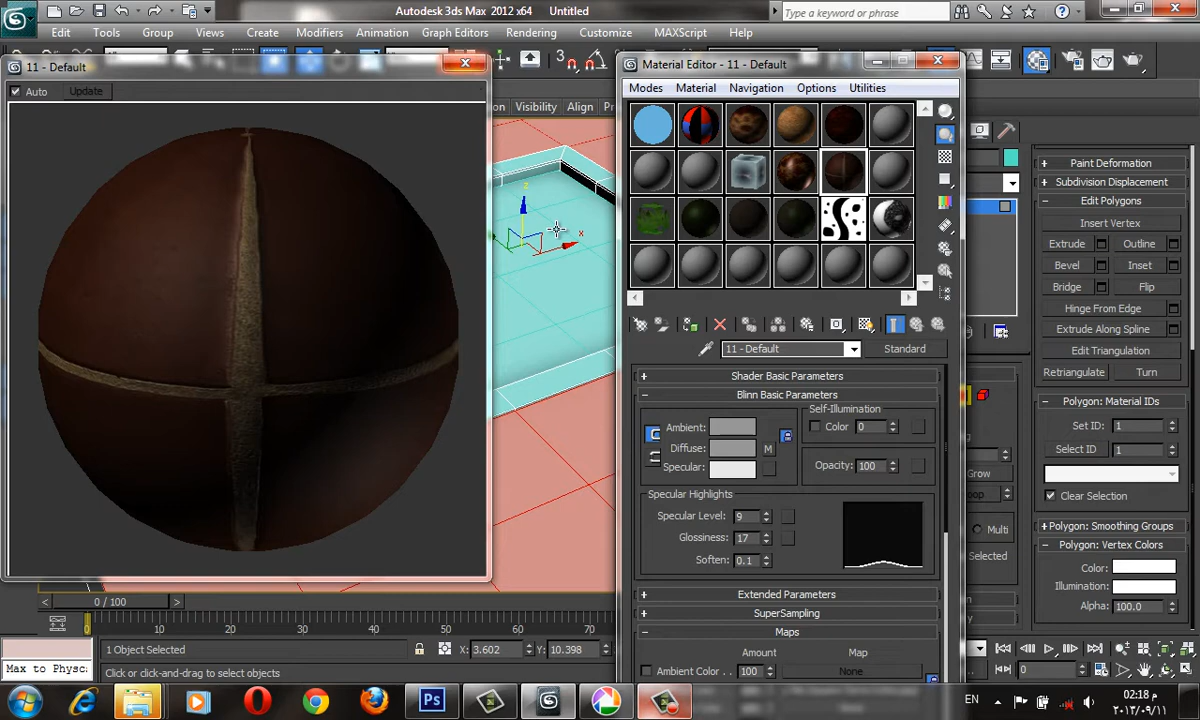 Autodesk 3ds Max 2012 x64 Untitled
Type a keyword or phrase
Edit Tools Group Views Create Modifiers Animation Graph Editors Rendering Customize MAXScript Help
11 - Default
Auto Update
Visibility Align
Material Editor - 11 - Default
Modes Material Navigation Options Utilities
11 - Default Standard
Shader Basic Parameters
Blinn Basic Parameters
Self-Illumination
Ambient: Color 0
Diffuse: M
Specular: Opacity: 100
Specular Highlights
Specular Level: 9
Glossiness: 17
Soften: 0.1
Extended Parameters
SuperSampling
Maps
Amount Map
Ambient Color . . . 100 None
Paint Deformation
Subdivision Displacement
Edit Polygons
Insert Vertex
Extrude Outline
Bevel Inset
Bridge Flip
Hinge From Edge
Extrude Along Spline
Edit Triangulation
Retriangulate Turn
Polygon: Material IDs
Set ID: 1
Select ID 1
Clear Selection
Polygon: Smoothing Groups
Polygon: Vertex Colors
Color:
Illumination:
Alpha: 100.0
Grow
Multi
Selected
0 / 100
0 10 20 30 40 50 60 70
1 Object Selected X: 3.602 Y: 10.398
Max to Physc
Click or click-and-drag to select objects
0
Ps
EN
02:18 م
٢٠١٣/٠٩/١١